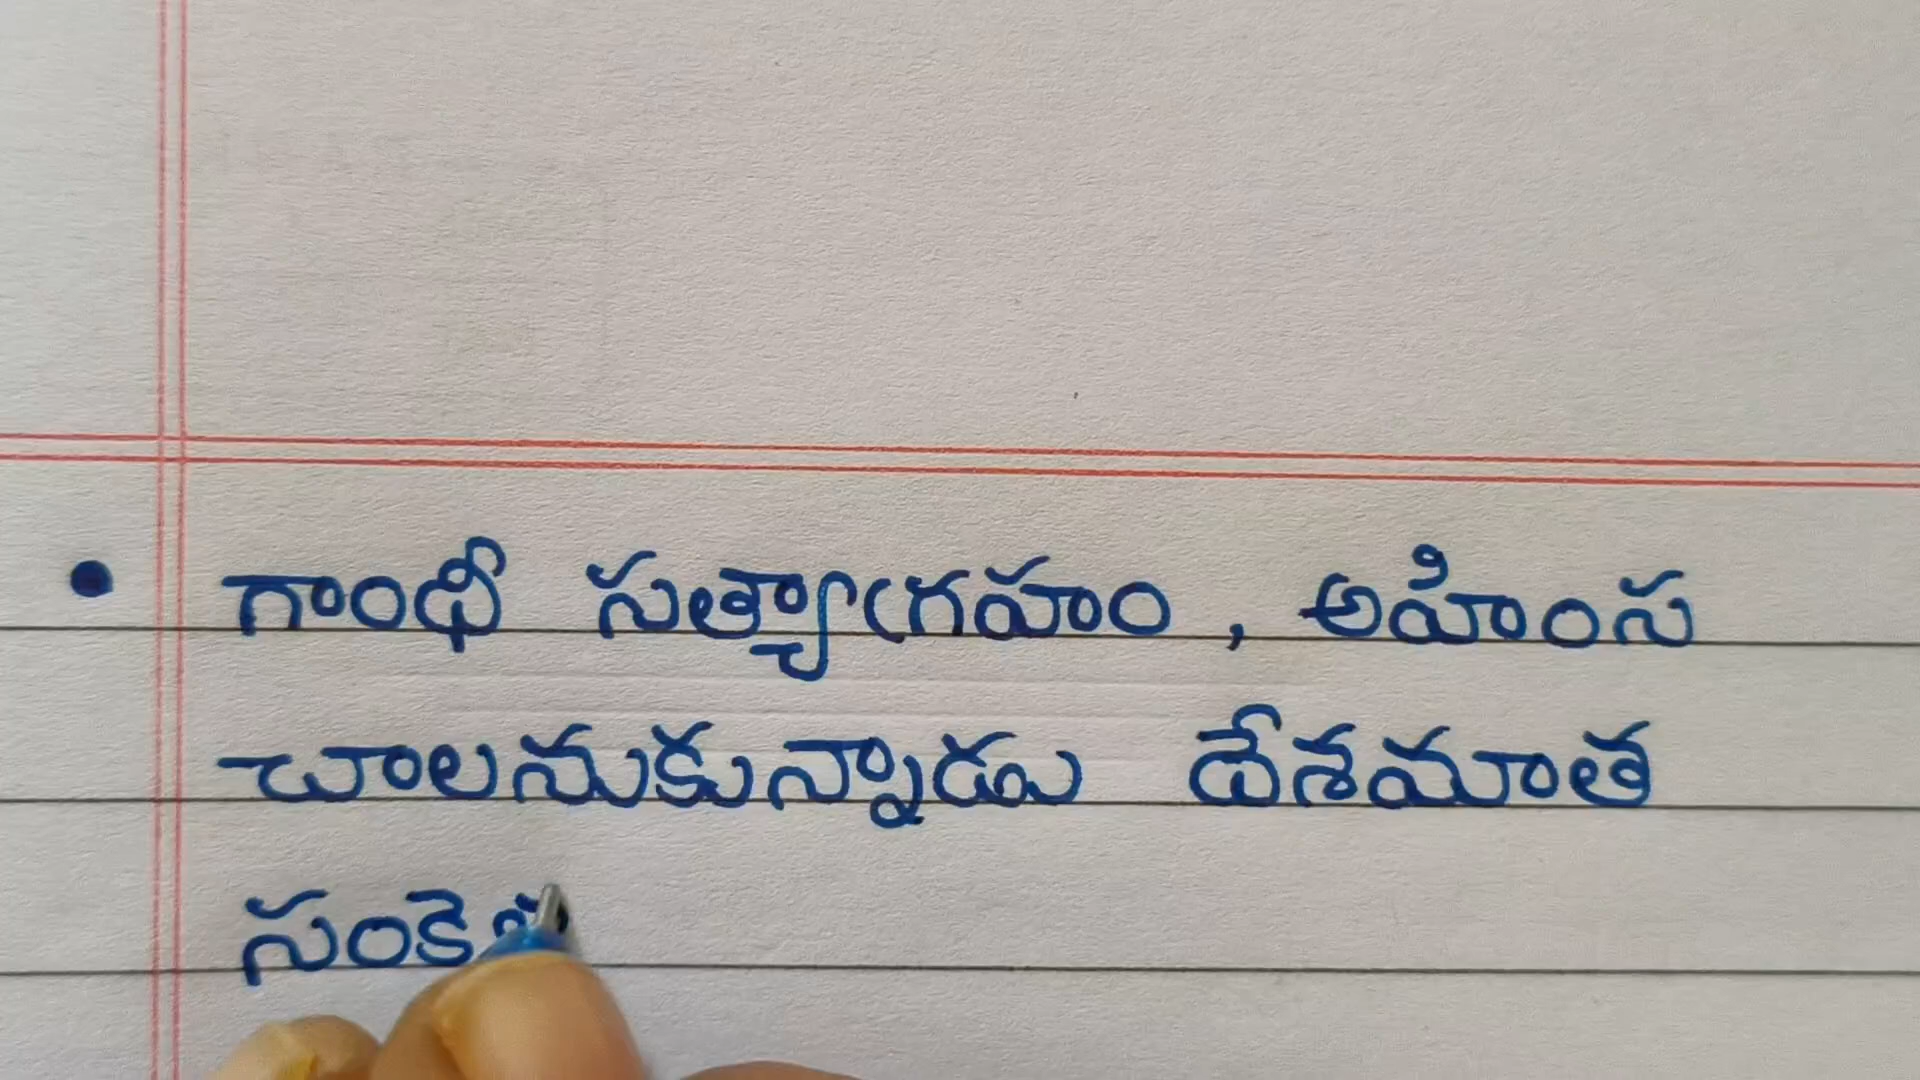 • గాంధీ సత్యాగ్రహం , అహింస
చాలనుకున్నాడు దేశమాత